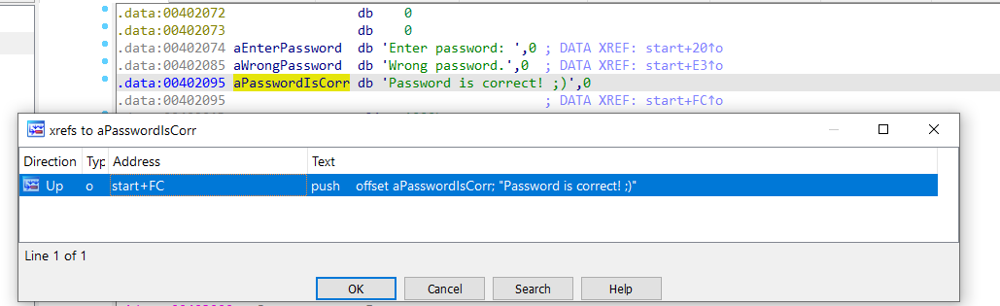 .data:00402072 db 0
.data:00402073 db 0
.data:00402074 aEnterPassword db 'Enter password: ',0 ; DATA XREF: start+20↑o
.data:00402085 aWrongPassword db 'Wrong password.',0 ; DATA XREF: start+E3↑o
.data:00402095 aPasswordIsCorr db 'Password is correct! ;)',0
.data:00402095 ; DATA XREF: start+FC↑o
xrefs to aPasswordIsCorr
Direction Typ Address Text
Up o start+FC push offset aPasswordIsCorr; "Password is correct! ;)"
Line 1 of 1
OK Cancel Search Help